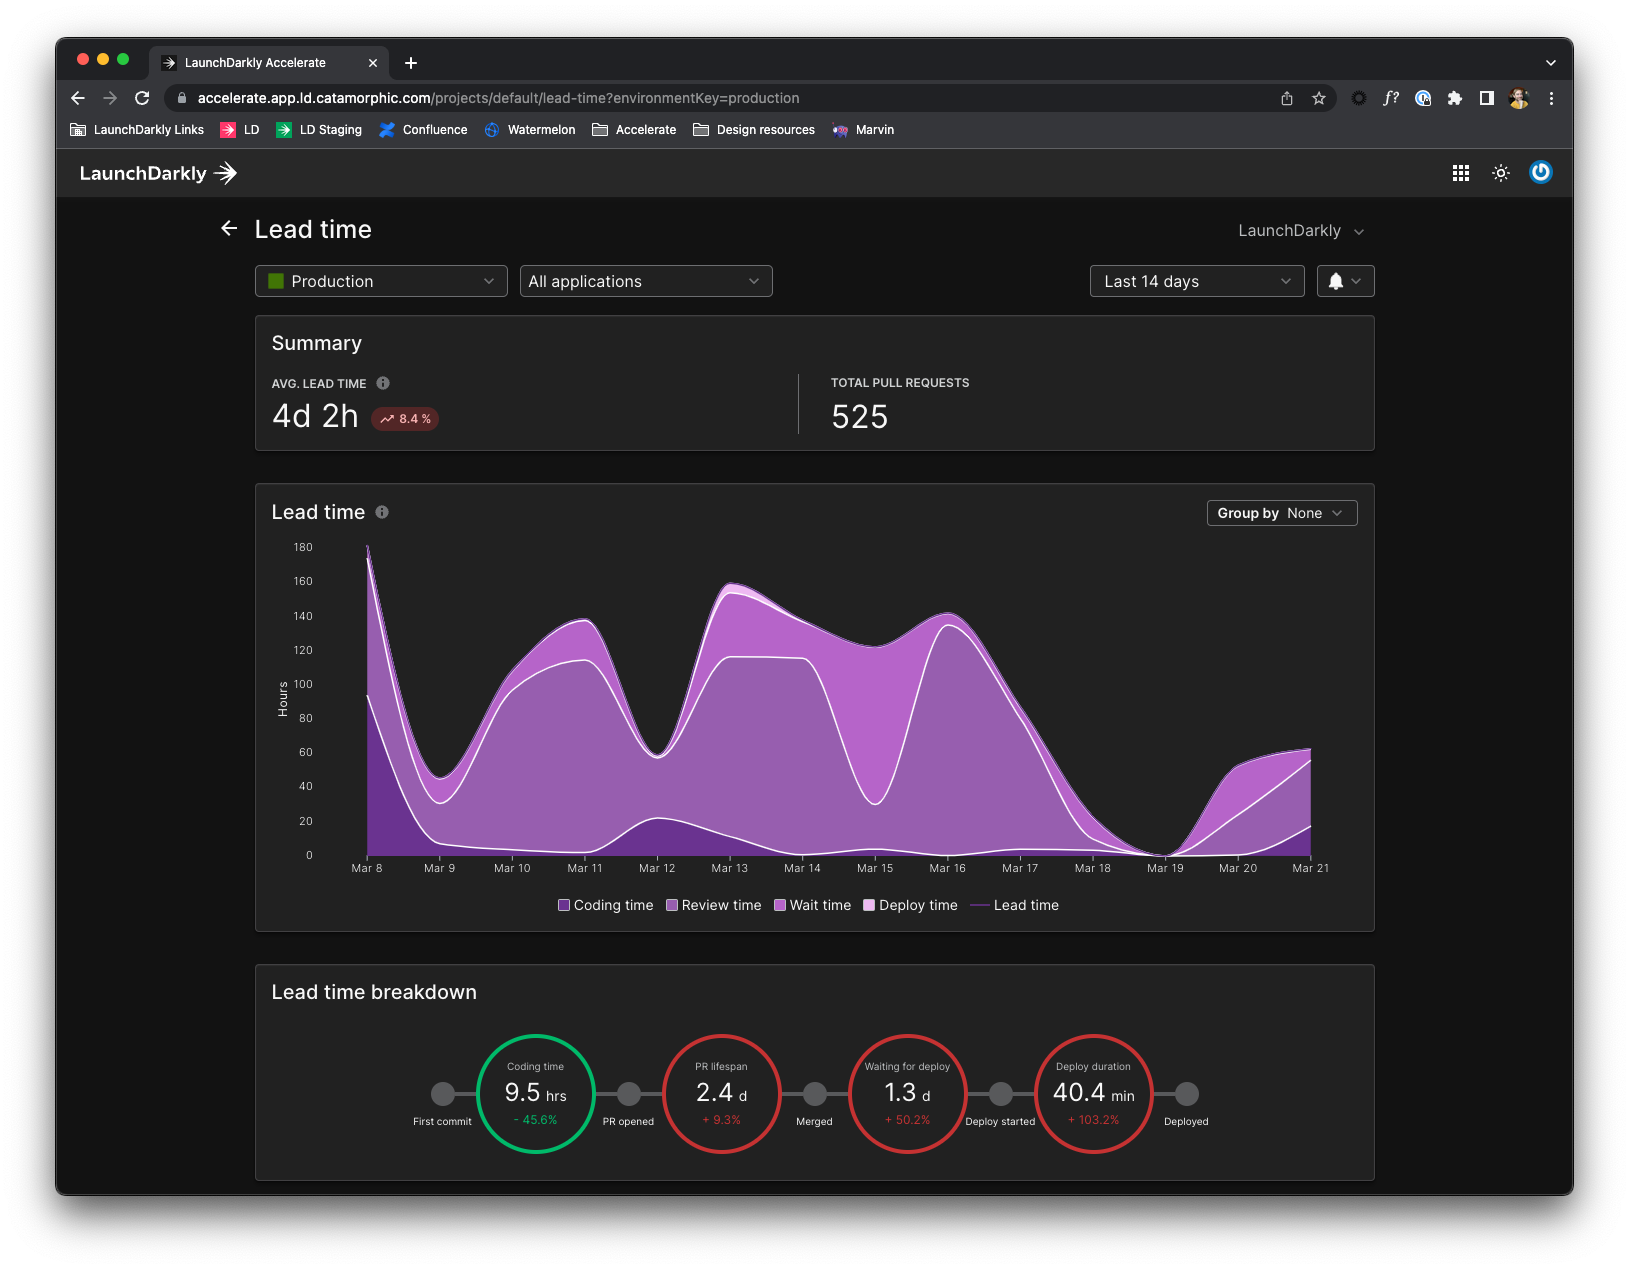 LaunchDarkly Accelerate
accelerate.app.ld.catamorphic.com/projects/default/lead-time?environmentKey=production
f?
LaunchDarkly Links LD LD Staging Confluence Watermelon Accelerate Design resources Marvin
LaunchDarkly
Lead time
LaunchDarkly
Production All applications Last 14 days
Summary
AVG. LEAD TIME
4d 2h 8.4 %
TOTAL PULL REQUESTS
525
Lead time
Group by None
Hours
180
160
140
120
100
80
60
40
20
0
Mar 8 Mar 9 Mar 10 Mar 11 Mar 12 Mar 13 Mar 14 Mar 15 Mar 16 Mar 17 Mar 18 Mar 19 Mar 20 Mar 21
Coding time Review time Wait time Deploy time Lead time
Lead time breakdown
First commit
Coding time
9.5 hrs
- 45.6%
PR opened
PR lifespan
2.4 d
+ 9.3%
Merged
Waiting for deploy
1.3 d
+ 50.2%
Deploy started
Deploy duration
40.4 min
+ 103.2%
Deployed